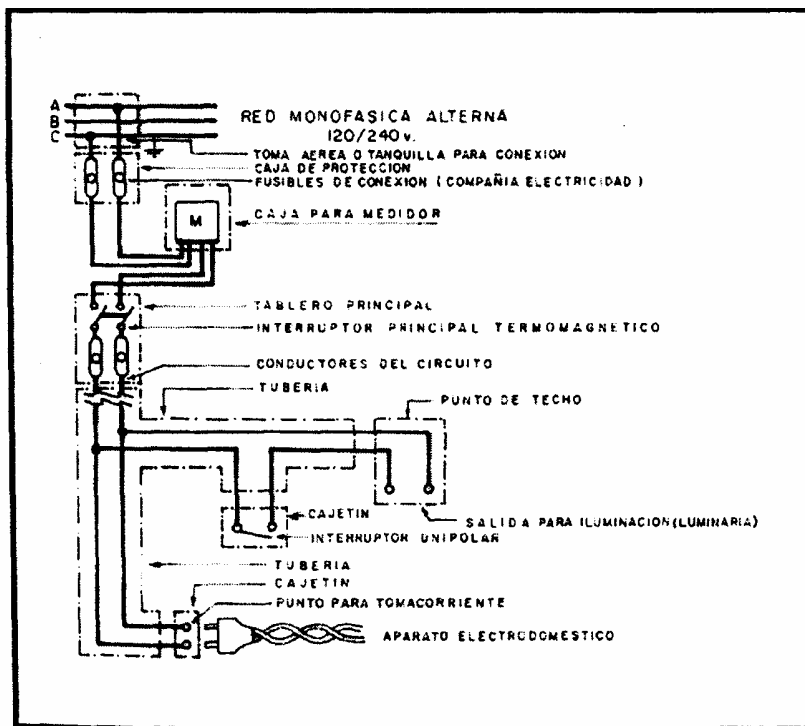 A
B
C
RED MONOFASICA ALTERNA
120/240 v.
TOMA AEREA O TANQUILLA PARA CONEXION
CAJA DE PROTECCION
FUSIBLES DE CONEXION (COMPAÑIA ELECTRICIDAD)
M
CAJA PARA MEDIDOR
TABLERO PRINCIPAL
INTERRUPTOR PRINCIPAL TERMOMAGNETICO
CONDUCTORES DEL CIRCUITO
TUBERIA
PUNTO DE TECHO
CAJETIN
SALIDA PARA ILUMINACION (LUMINARIA)
INTERRUPTOR UNIPOLAR
TUBERIA
CAJETIN
PUNTO PARA TOMACORRIENTE
APARATO ELECTRODOMESTICO